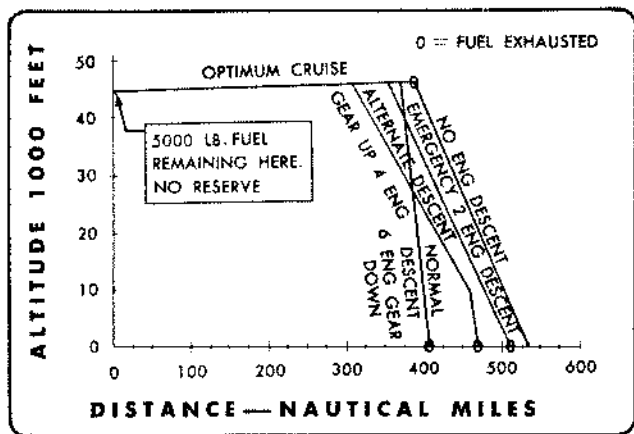 0 = FUEL EXHAUSTED
OPTIMUM CRUISE
5000 LB. FUEL
REMAINING HERE.
NO RESERVE
GEAR UP 4 ENG
ALTERNATE DESCENT
EMERGENCY 2 ENG DESCENT
NO ENG DESCENT
NORMAL
DESCENT
6 ENG GEAR
DOWN
ALTITUDE 1000 FEET
50
40
30
20
10
0
0 100 200 300 400 500 600
DISTANCE—NAUTICAL MILES